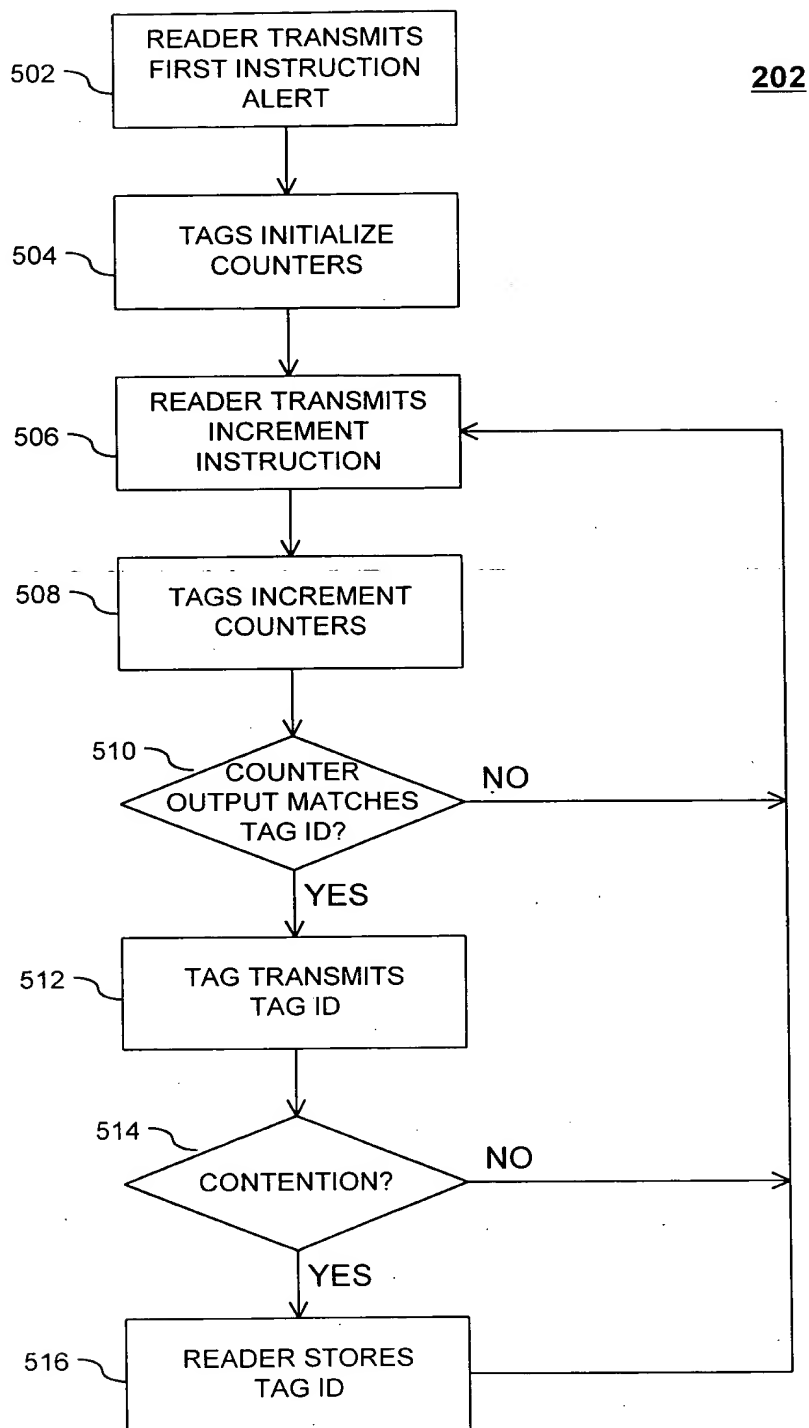 202
502
READER TRANSMITS
FIRST INSTRUCTION
ALERT
504
TAGS INITIALIZE
COUNTERS
506
READER TRANSMITS
INCREMENT
INSTRUCTION
508
TAGS INCREMENT
COUNTERS
510
COUNTER
OUTPUT MATCHES
TAG ID?
NO
YES
512
TAG TRANSMITS
TAG ID
514
CONTENTION?
NO
YES
516
READER STORES
TAG ID